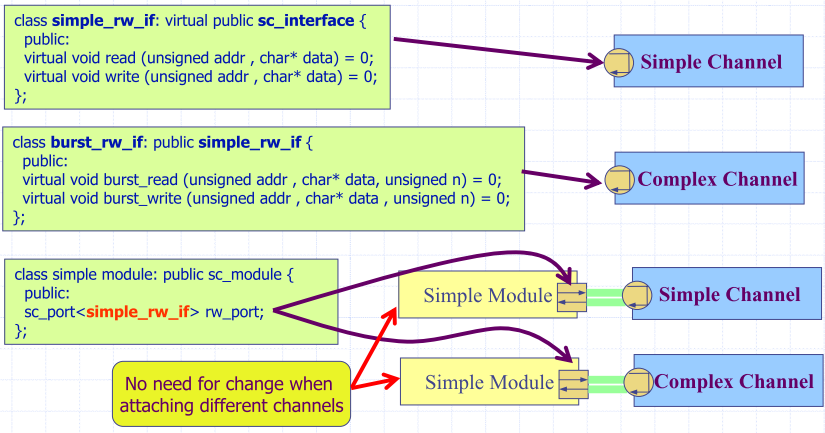 class simple_rw_if: virtual public sc_interface {
public:
virtual void read (unsigned addr , char* data) = 0;
virtual void write (unsigned addr , char* data) = 0;
};
Simple Channel
class burst_rw_if: public simple_rw_if {
public:
virtual void burst_read (unsigned addr , char* data, unsigned n) = 0;
virtual void burst_write (unsigned addr , char* data , unsigned n) = 0;
};
Complex Channel
class simple module: public sc_module {
public:
sc_port<simple_rw_if> rw_port;
};
Simple Module
Simple Channel
No need for change when
attaching different channels
Simple Module
Complex Channel